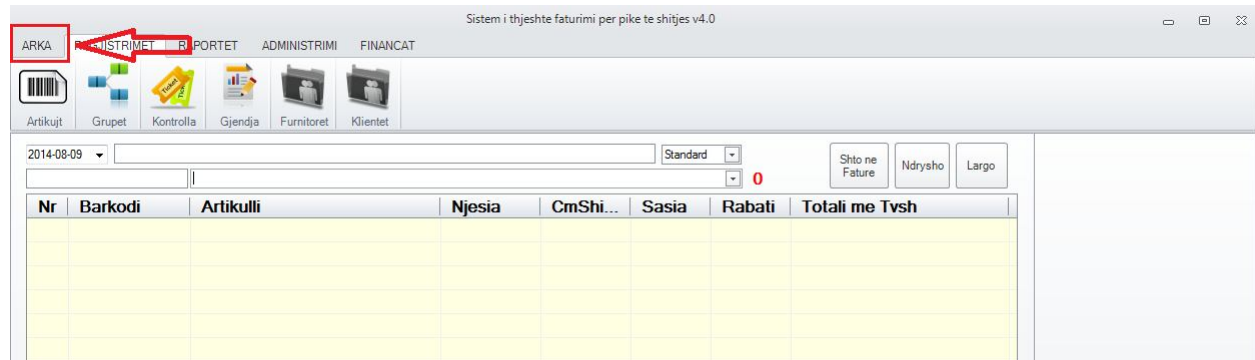 Sistem i thjeshte faturimi per pike te shitjes v4.0
ARKA REGJISTRIMET RAPORTET ADMINISTRIMI FINANCAT
Ticket
Artikujt Grupet Kontrolla Gjendja Furnitoret Klientet
2014-08-09 Standard
Shto ne
Fature
Ndrysho Largo
0
Nr Barkodi Artikulli Njesia CmShi... Sasia Rabati Totali me Tvsh